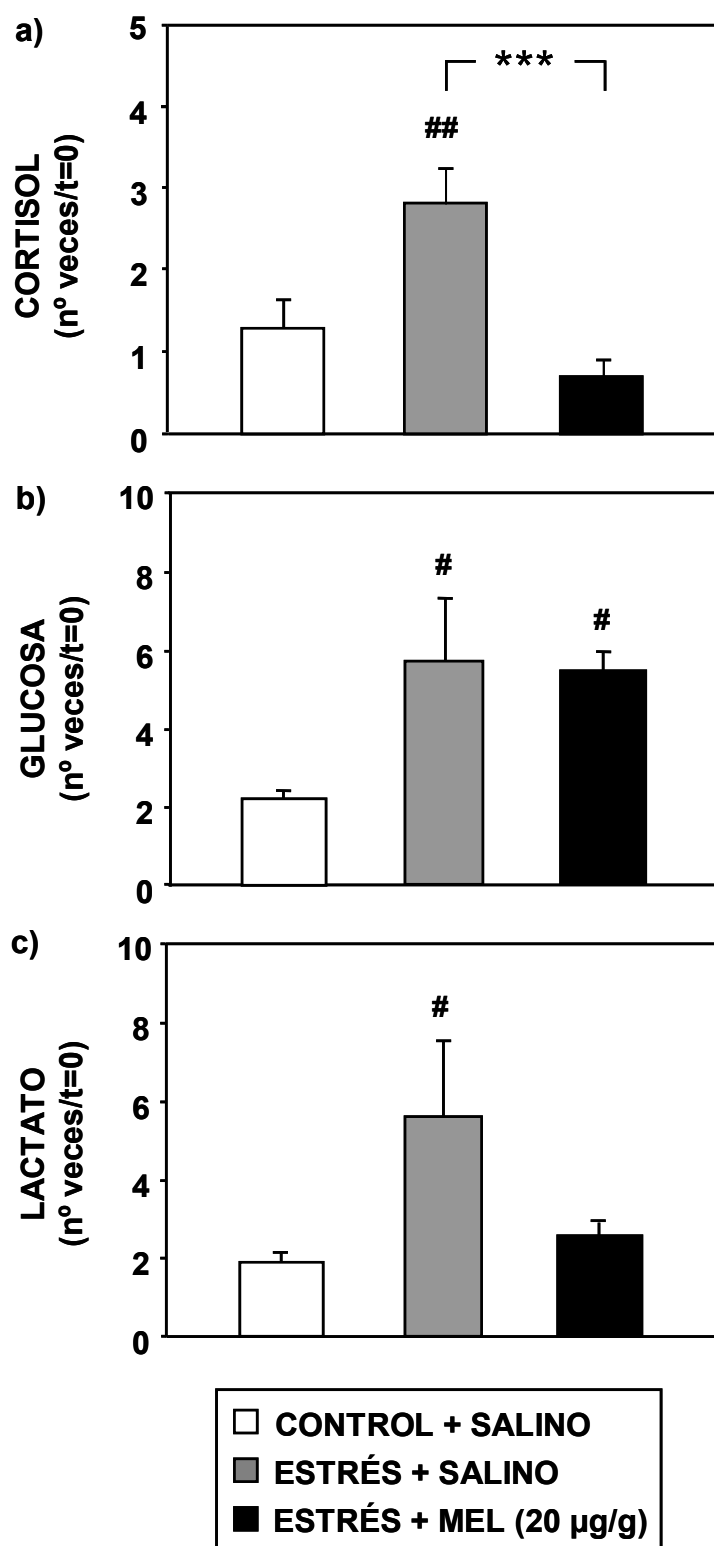 a)
CORTISOL
(nº veces/t=0)
5
4
3
2
1
0
***
##
b)
GLUCOSA
(nº veces/t=0)
10
8
6
4
2
0
#
#
c)
LACTATO
(nº veces/t=0)
10
8
6
4
2
0
#
CONTROL + SALINO
ESTRÉS + SALINO
ESTRÉS + MEL (20 µg/g)